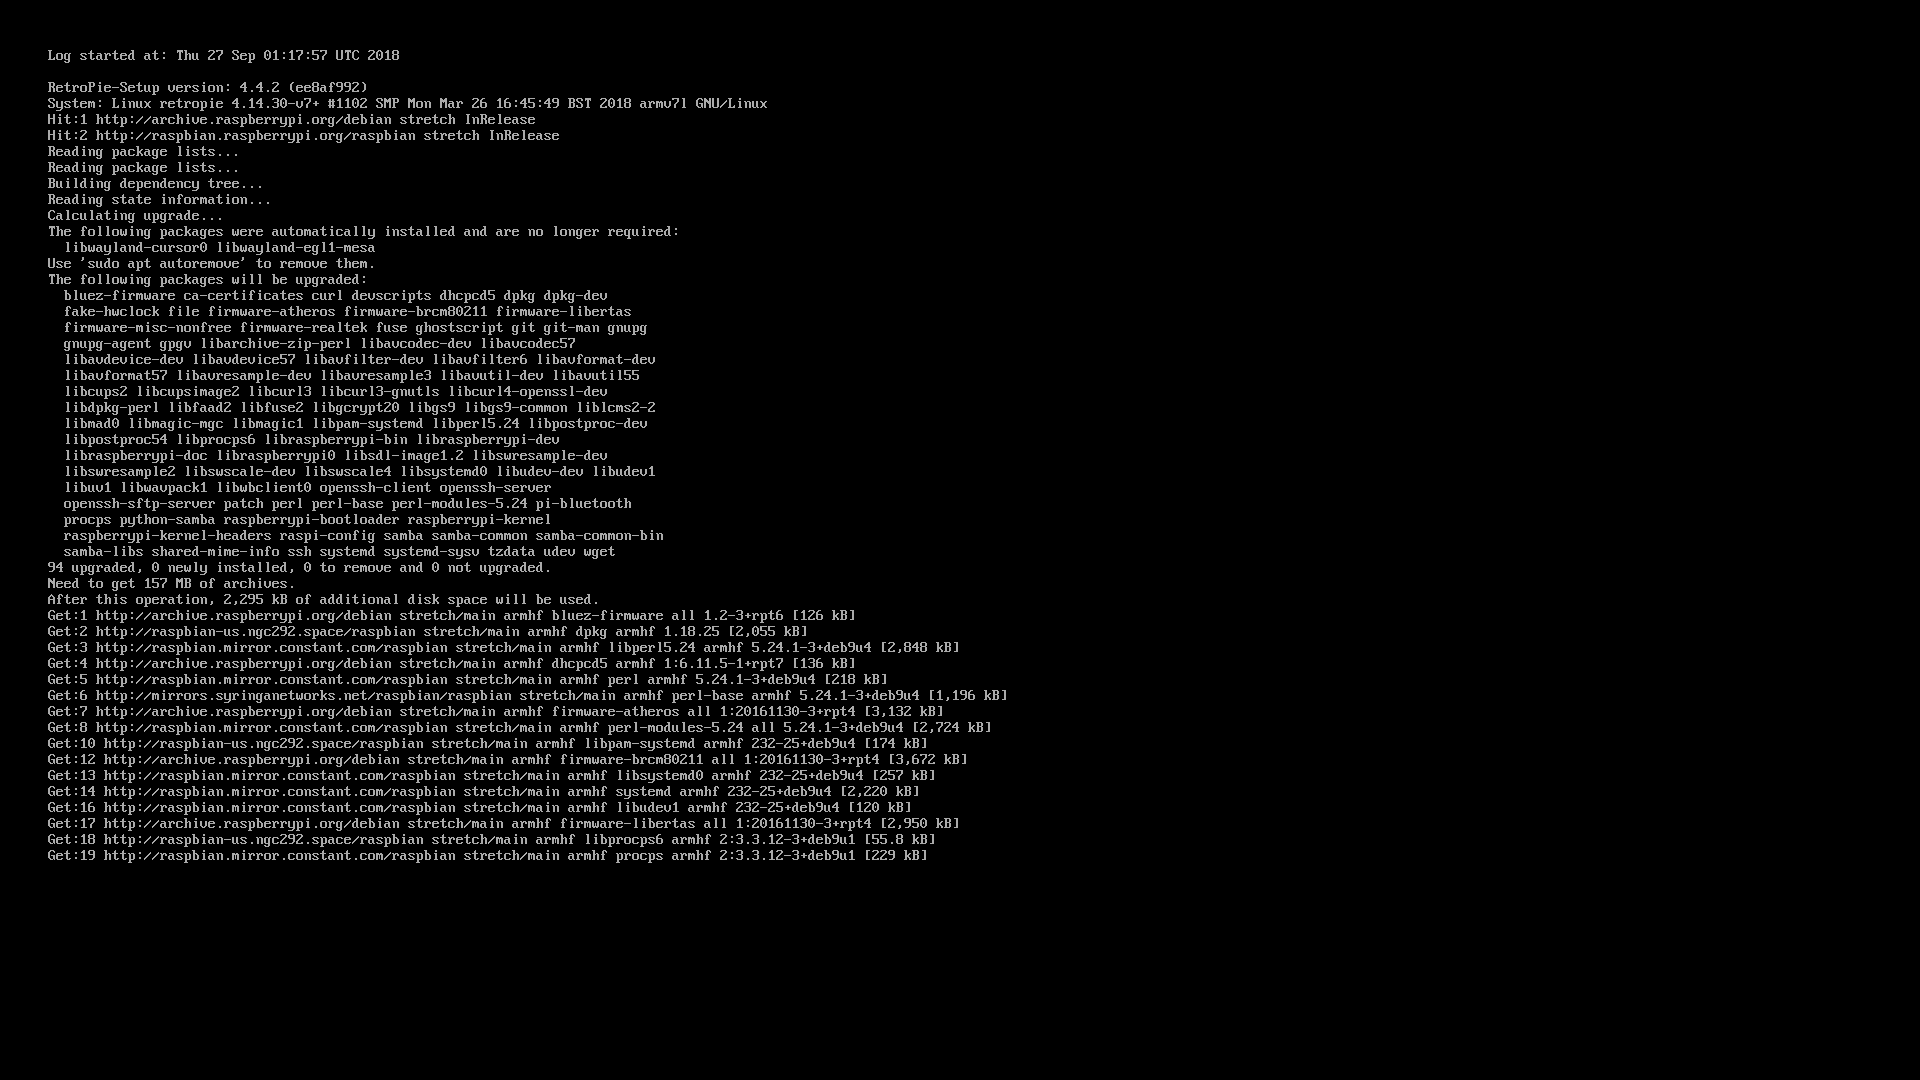 Log started at: Thu 27 Sep 01:17:57 UTC 2018
RetroPie-Setup version: 4.4.2 (ee8af992)
System: Linux retropie 4.14.30-v7+ #1102 SMP Mon Mar 26 16:45:49 BST 2018 armv7l GNU/Linux
Hit:1 http://archive.raspberrypi.org/debian stretch InRelease
Hit:2 http://raspbian.raspberrypi.org/raspbian stretch InRelease
Reading package lists...
Reading package lists...
Building dependency tree...
Reading state information...
Calculating upgrade...
The following packages were automatically installed and are no longer required:
  libwayland-cursor0 libwayland-egl1-mesa
Use 'sudo apt autoremove' to remove them.
The following packages will be upgraded:
  bluez-firmware ca-certificates curl devscripts dhcpcd5 dpkg dpkg-dev
  fake-hwclock file firmware-atheros firmware-brcm80211 firmware-libertas
  firmware-misc-nonfree firmware-realtek fuse ghostscript git git-man gnupg
  gnupg-agent gpgv libarchive-zip-perl libavcodec-dev libavcodec57
  libavdevice-dev libavdevice57 libavfilter-dev libavfilter6 libavformat-dev
  libavformat57 libavresample-dev libavresample3 libavutil-dev libavutil55
  libcups2 libcupsimage2 libcurl3 libcurl3-gnutls libcurl4-openssl-dev
  libdpkg-perl libfaad2 libfuse2 libgcrypt20 libgs9 libgs9-common liblcms2-2
  libmad0 libmagic-mgc libmagic1 libpam-systemd libperl5.24 libpostproc-dev
  libpostproc54 libprocps6 libraspberrypi-bin libraspberrypi-dev
  libraspberrypi-doc libraspberrypi0 libsdl-image1.2 libswresample-dev
  libswresample2 libswscale-dev libswscale4 libsystemd0 libudev-dev libudev1
  libuv1 libwavpack1 libwbclient0 openssh-client openssh-server
  openssh-sftp-server patch perl perl-base perl-modules-5.24 pi-bluetooth
  procps python-samba raspberrypi-bootloader raspberrypi-kernel
  raspberrypi-kernel-headers raspi-config samba samba-common samba-common-bin
  samba-libs shared-mime-info ssh systemd systemd-sysv tzdata udev wget
94 upgraded, 0 newly installed, 0 to remove and 0 not upgraded.
Need to get 157 MB of archives.
After this operation, 2,295 kB of additional disk space will be used.
Get:1 http://archive.raspberrypi.org/debian stretch/main armhf bluez-firmware all 1.2-3+rpt6 [126 kB]
Get:2 http://raspbian-us.ngc292.space/raspbian stretch/main armhf dpkg armhf 1.18.25 [2,055 kB]
Get:3 http://raspbian.mirror.constant.com/raspbian stretch/main armhf libperl5.24 armhf 5.24.1-3+deb9u4 [2,848 kB]
Get:4 http://archive.raspberrypi.org/debian stretch/main armhf dhcpcd5 armhf 1:6.11.5-1+rpt7 [136 kB]
Get:5 http://raspbian.mirror.constant.com/raspbian stretch/main armhf perl armhf 5.24.1-3+deb9u4 [218 kB]
Get:6 http://mirrors.syringanetworks.net/raspbian/raspbian stretch/main armhf perl-base armhf 5.24.1-3+deb9u4 [1,196 kB]
Get:7 http://archive.raspberrypi.org/debian stretch/main armhf firmware-atheros all 1:20161130-3+rpt4 [3,132 kB]
Get:8 http://raspbian.mirror.constant.com/raspbian stretch/main armhf perl-modules-5.24 all 5.24.1-3+deb9u4 [2,724 kB]
Get:10 http://raspbian-us.ngc292.space/raspbian stretch/main armhf libpam-systemd armhf 232-25+deb9u4 [174 kB]
Get:12 http://archive.raspberrypi.org/debian stretch/main armhf firmware-brcm80211 all 1:20161130-3+rpt4 [3,672 kB]
Get:13 http://raspbian.mirror.constant.com/raspbian stretch/main armhf libsystemd0 armhf 232-25+deb9u4 [257 kB]
Get:14 http://raspbian.mirror.constant.com/raspbian stretch/main armhf systemd armhf 232-25+deb9u4 [2,220 kB]
Get:16 http://raspbian.mirror.constant.com/raspbian stretch/main armhf libudev1 armhf 232-25+deb9u4 [120 kB]
Get:17 http://archive.raspberrypi.org/debian stretch/main armhf firmware-libertas all 1:20161130-3+rpt4 [2,950 kB]
Get:18 http://raspbian-us.ngc292.space/raspbian stretch/main armhf libprocps6 armhf 2:3.3.12-3+deb9u1 [55.8 kB]
Get:19 http://raspbian.mirror.constant.com/raspbian stretch/main armhf procps armhf 2:3.3.12-3+deb9u1 [229 kB]